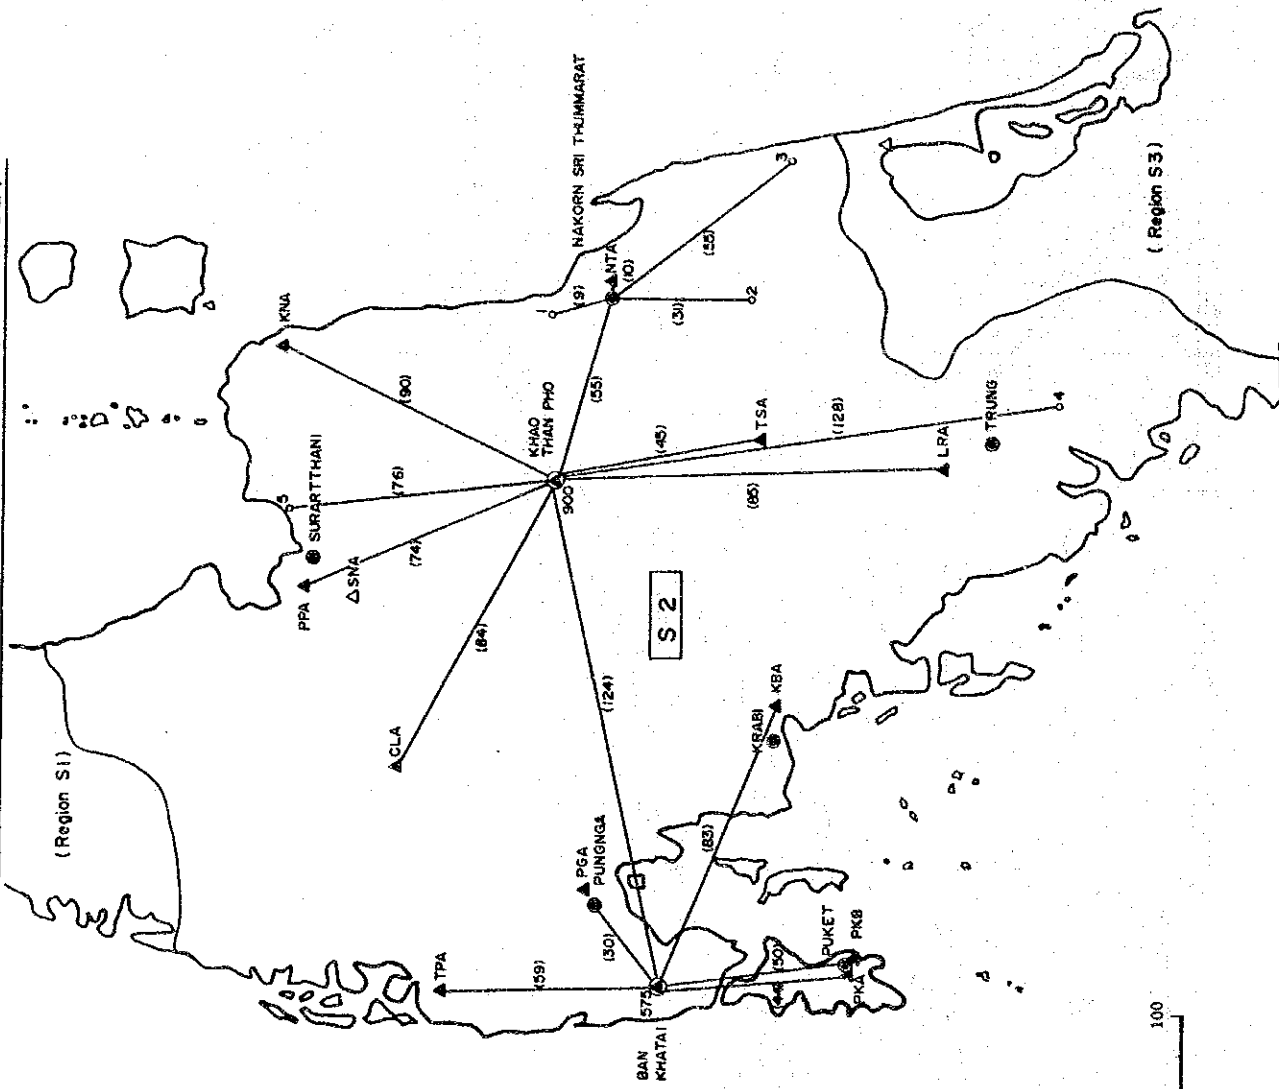 (Region S1)
(Region S3)
S 2
NAKORN SRI THUMMARAT
KNA
(90)
SURARTTHANI
5
(76)
PPA
SNA
(74)
KHAO
THAN PHO
900
(55)
1
(9)
NTA
(10)
(55)
3
(31)
2
CLA
(84)
(124)
(45)
TSA
(128)
4
(85)
LRA
TRUNG
KRABI
KBA
(83)
PGA
PUNGNGA
(30)
TPA
(59)
575
BAN
KHATAI
PUKET
PKB
(50)
PKA
100